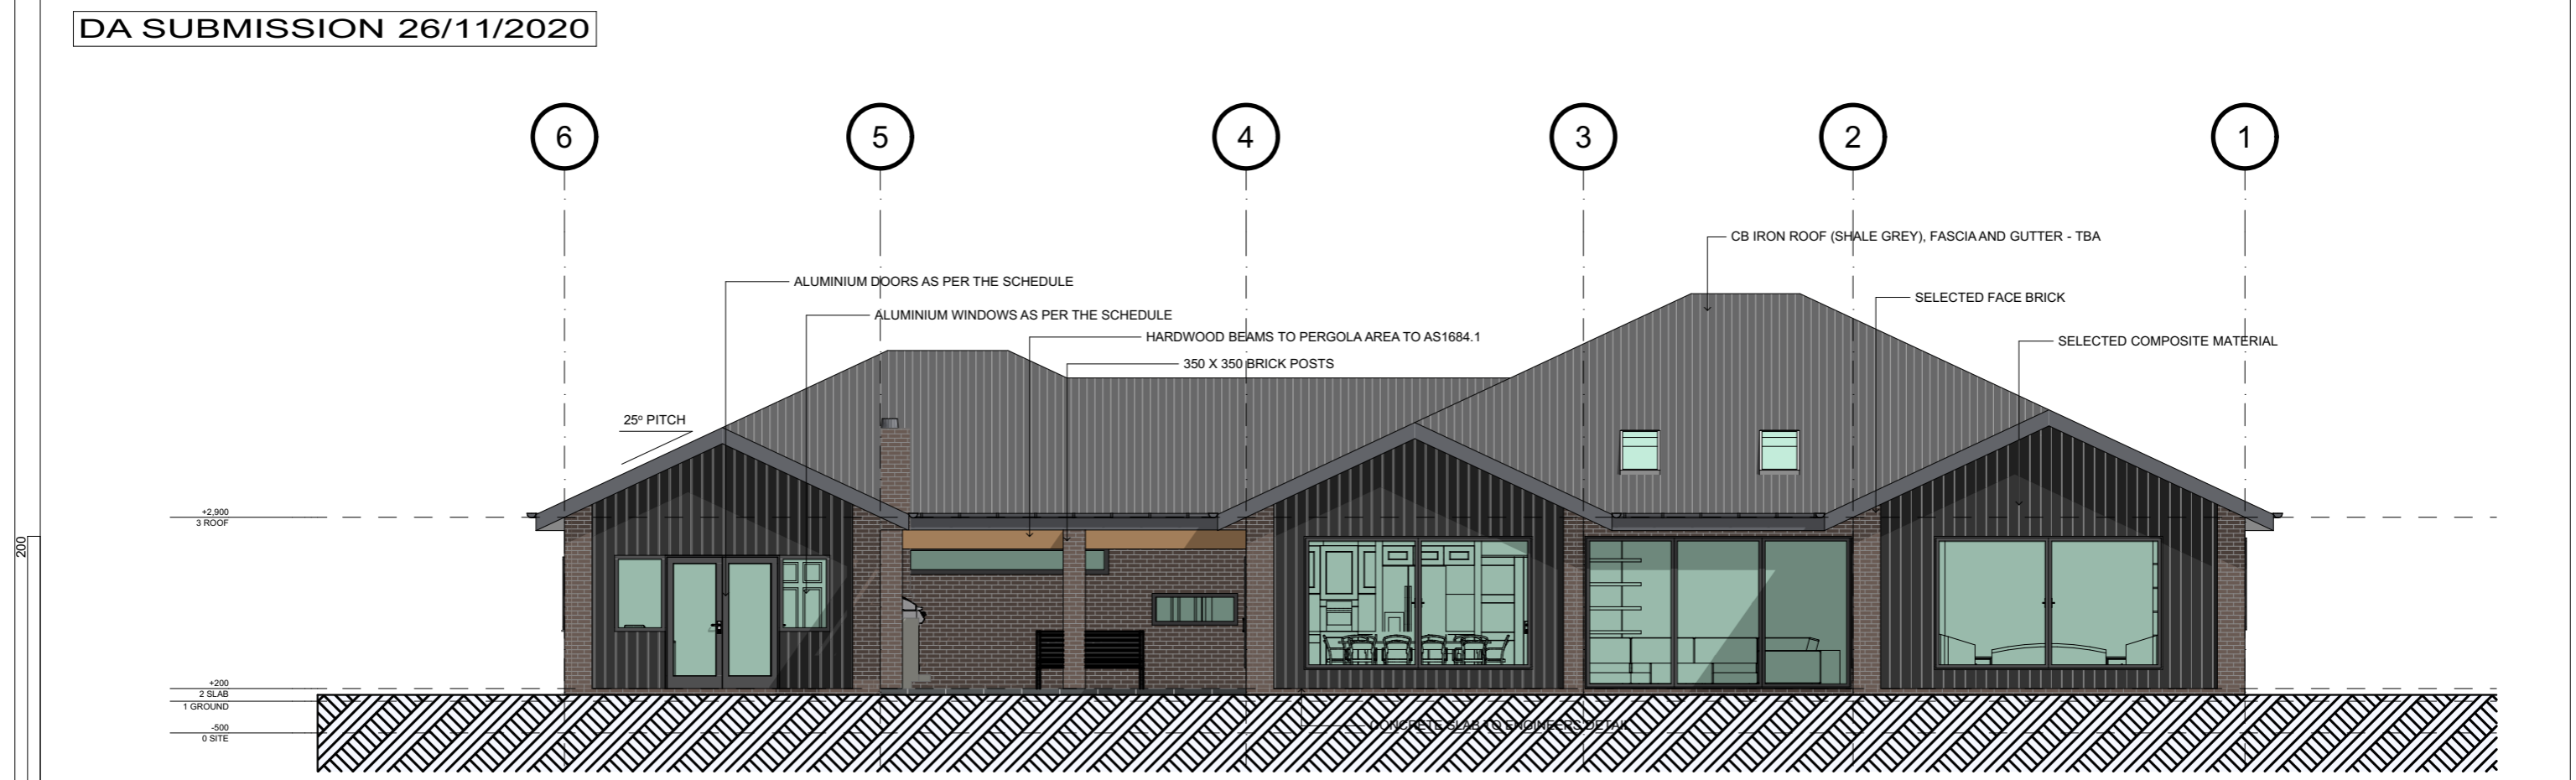 DA SUBMISSION 26/11/2020
6
5
4
3
2
1
CB IRON ROOF (SHALE GREY), FASCIA AND GUTTER - TBA
ALUMINIUM DOORS AS PER THE SCHEDULE
SELECTED FACE BRICK
ALUMINIUM WINDOWS AS PER THE SCHEDULE
HARDWOOD BEAMS TO PERGOLA AREA TO AS1684.1
SELECTED COMPOSITE MATERIAL
350 X 350 BRICK POSTS
25º PITCH
+2,900
3 ROOF
200
+200
2 SLAB
1 GROUND
-500
0 SITE
CONCRETE SLAB TO ENGINEERS DETAIL